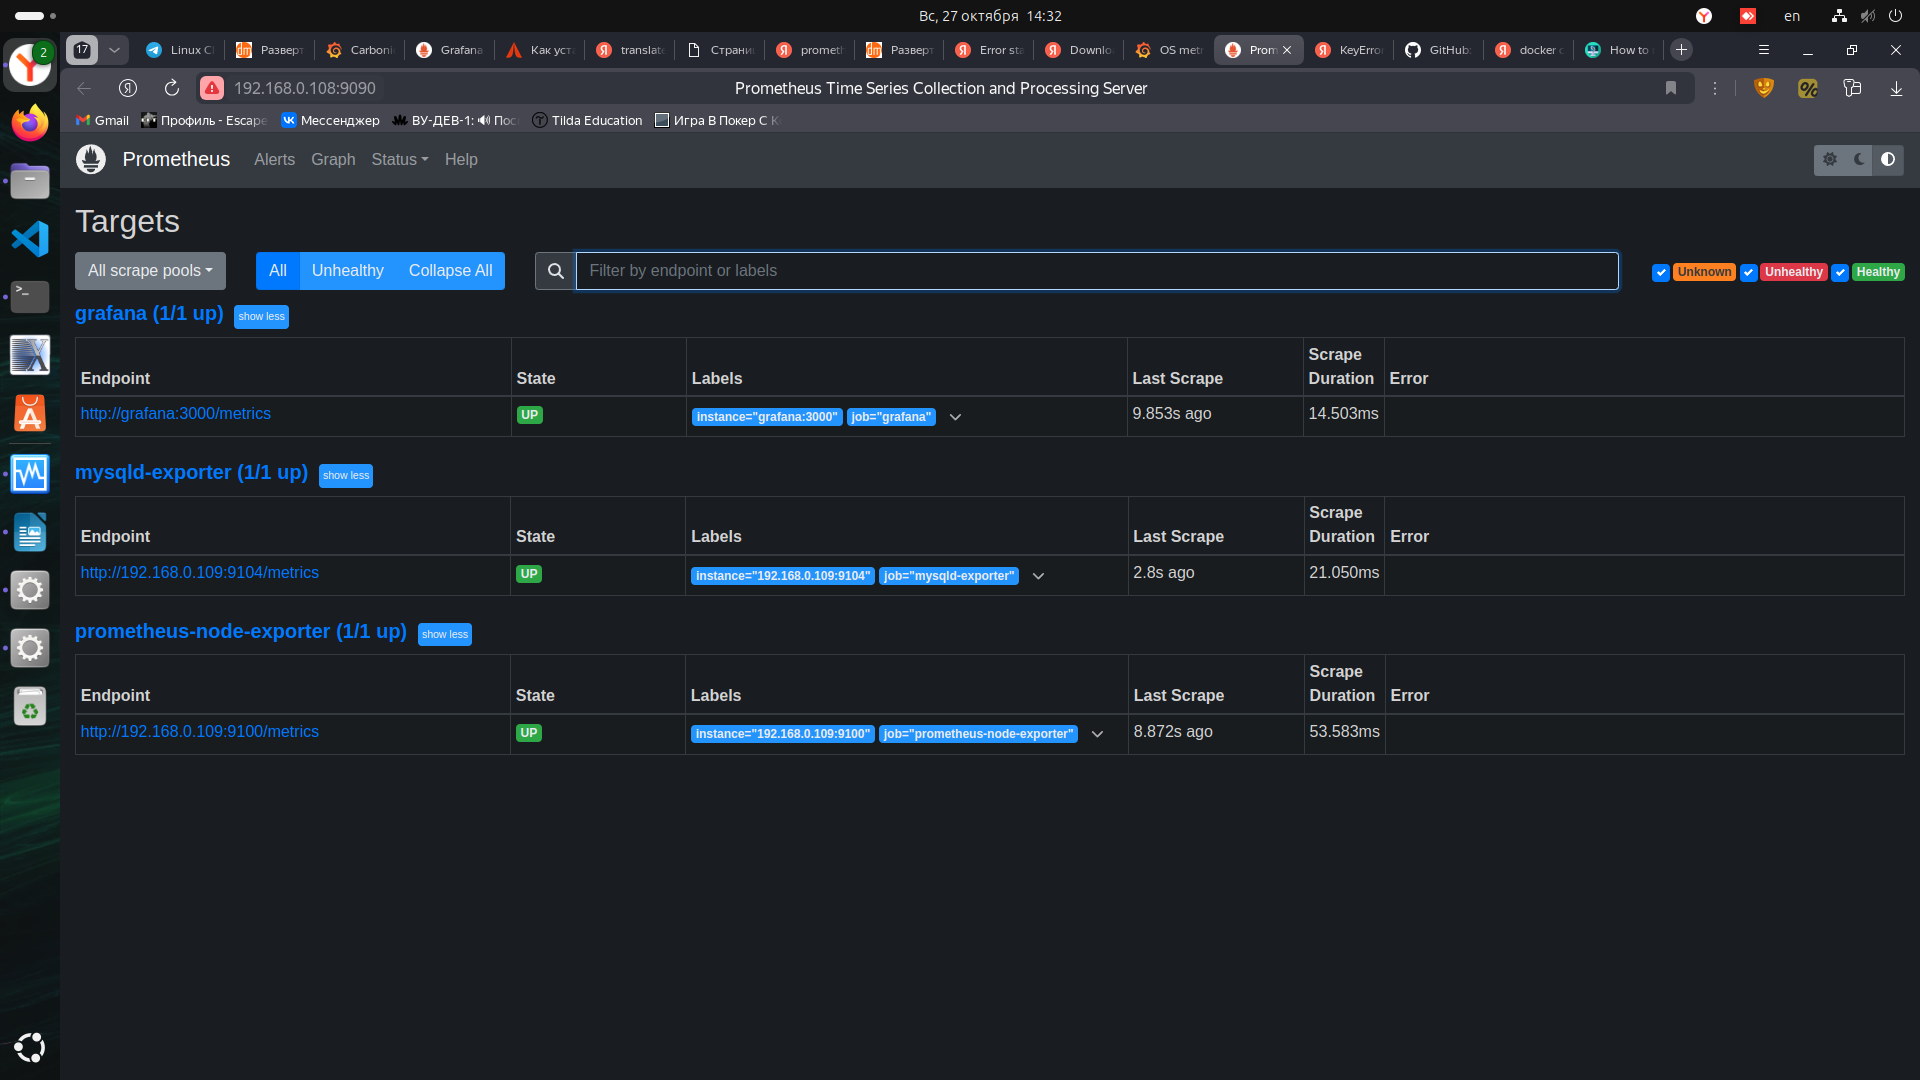 Вс, 27 октября 14:32
en
2
17
Linux C
Разверт
Carboni
Grafana
Как уст
translate
Страни
prometh
Разверт
Error sta
Downlo
OS metr
Prom
KeyErro
GitHub:
docker c
How to
192.168.0.108:9090
Prometheus Time Series Collection and Processing Server
Gmail
Профиль - Escape
Мессенджер
ВУ-ДЕВ-1:
Tilda Education
Игра В Покер С К
Prometheus
Alerts
Graph
Status
Help
Targets
All scrape pools
All
Unhealthy
Collapse All
Filter by endpoint or labels
Unknown
Unhealthy
Healthy
grafana (1/1 up)
show less
Endpoint State Labels Last Scrape Scrape Duration Error
http://grafana:3000/metrics UP instance="grafana:3000" job="grafana" 9.853s ago 14.503ms
mysqld-exporter (1/1 up)
show less
Endpoint State Labels Last Scrape Scrape Duration Error
http://192.168.0.109:9104/metrics UP instance="192.168.0.109:9104" job="mysqld-exporter" 2.8s ago 21.050ms
prometheus-node-exporter (1/1 up)
show less
Endpoint State Labels Last Scrape Scrape Duration Error
http://192.168.0.109:9100/metrics UP instance="192.168.0.109:9100" job="prometheus-node-exporter" 8.872s ago 53.583ms